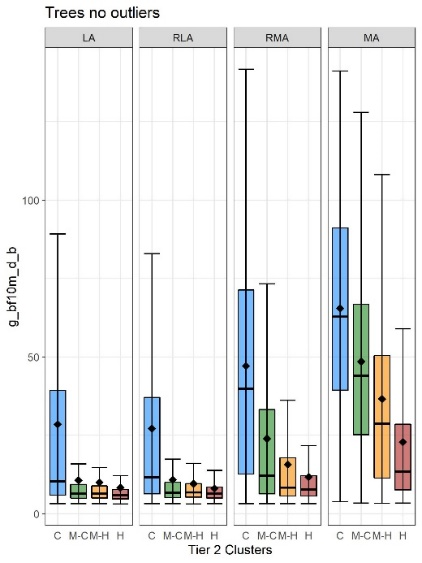 Trees no outliers
LA RLA RMA MA
100
50
0
g_bf10m_d_b
C M-C M-H H C M-C M-H H C M-C M-H H C M-C M-H H
Tier 2 Clusters